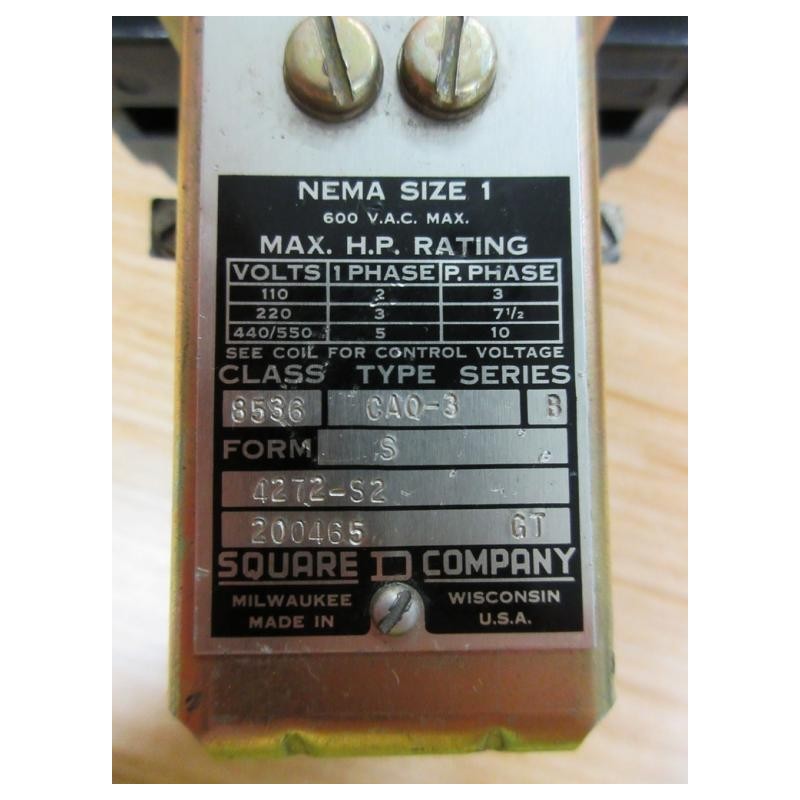 NEMA SIZE 1
600 V.A.C. MAX.
MAX. H.P. RATING
VOLTS 1 PHASE P. PHASE
110 2 3
220 3 7 1/2
440/550 5 10
SEE COIL FOR CONTROL VOLTAGE
CLASS TYPE SERIES
8536 CAQ-3 B
FORM S
4272-S2
200465 GT
SQUARE D COMPANY
MILWAUKEE WISCONSIN
MADE IN U.S.A.